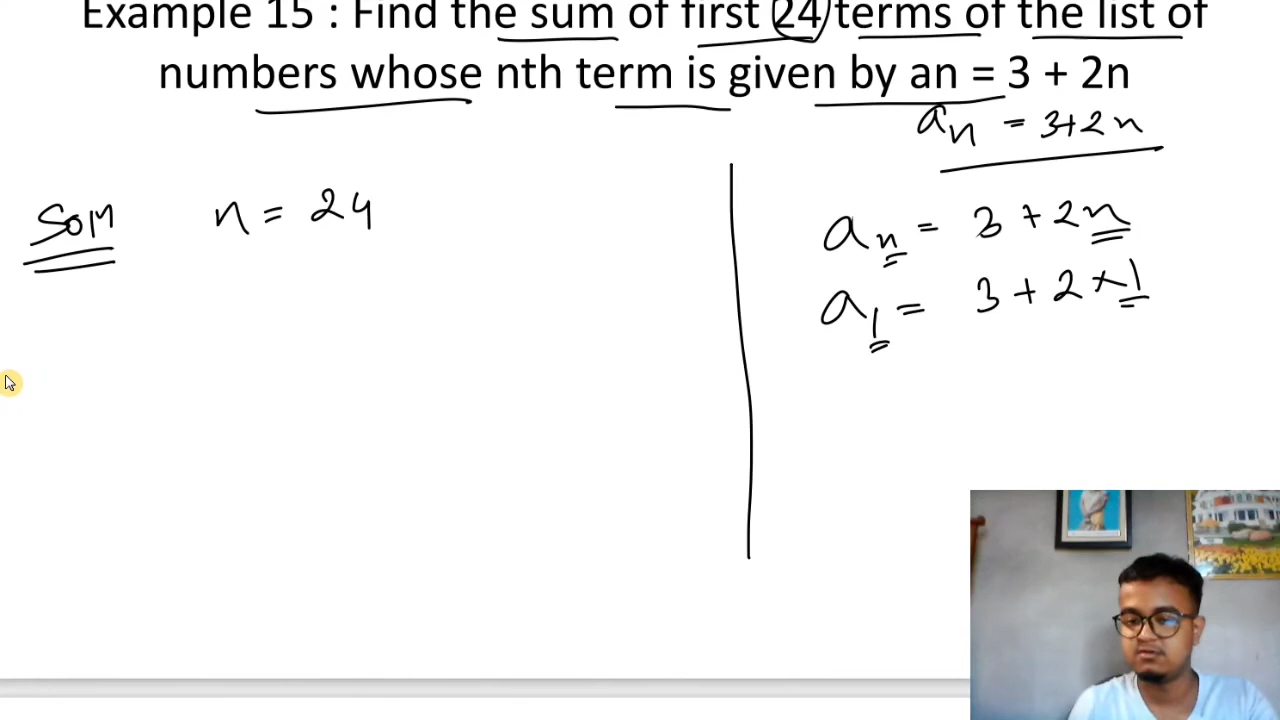 Example 15 : Find the sum of first 24 terms of the list of
numbers whose nth term is given by an = 3 + 2n
an = 3+2n
Soln n = 24
an = 3 + 2n
a1 = 3 + 2 × 1